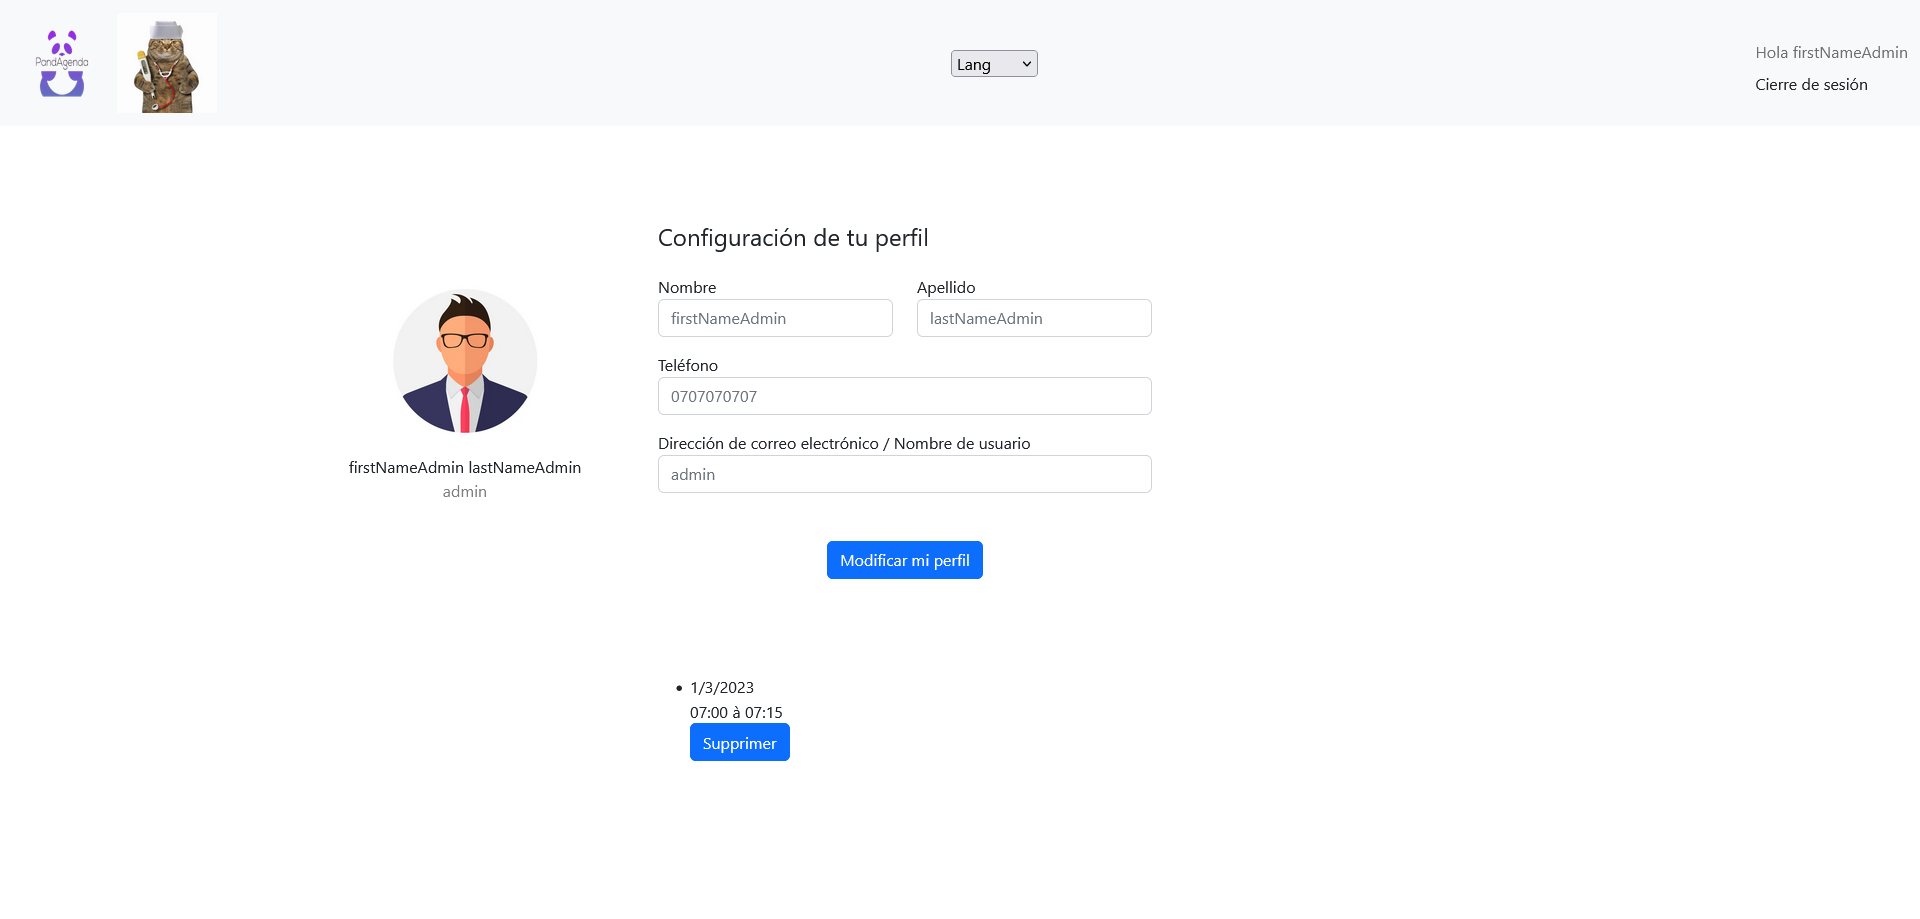 PandAgenda
Lang
Hola firstNameAdmin
Cierre de sesión
Configuración de tu perfil
Nombre
Apellido
firstNameAdmin
lastNameAdmin
Teléfono
0707070707
Dirección de correo electrónico / Nombre de usuario
admin
firstNameAdmin lastNameAdmin
admin
Modificar mi perfil
1/3/2023
07:00 à 07:15
Supprimer